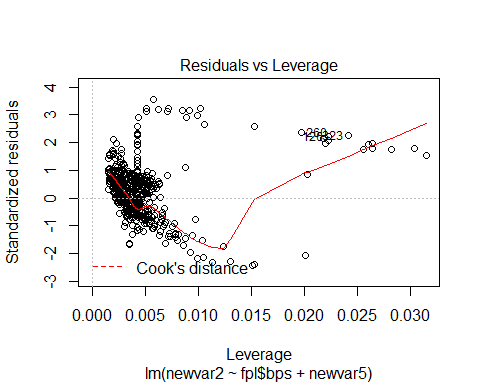 Residuals vs Leverage
Standardized residuals
4
3
2
1
0
-1
-2
-3
Cook's distance
0.000 0.005 0.010 0.015 0.020 0.025 0.030
Leverage
lm(newvar2 ~ fpl$bps + newvar5)